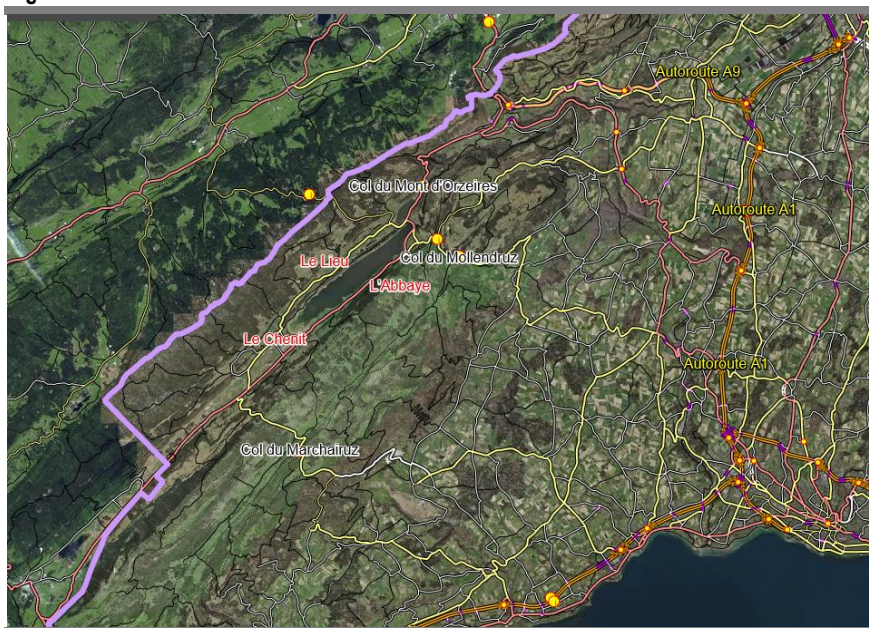 Autoroute A9
Col du Mont d'Orzeires
Autoroute A1
Le Lieu
Col du Mollendruz
L'Abbaye
Le Chenit
Autoroute A1
Col du Marchairuz